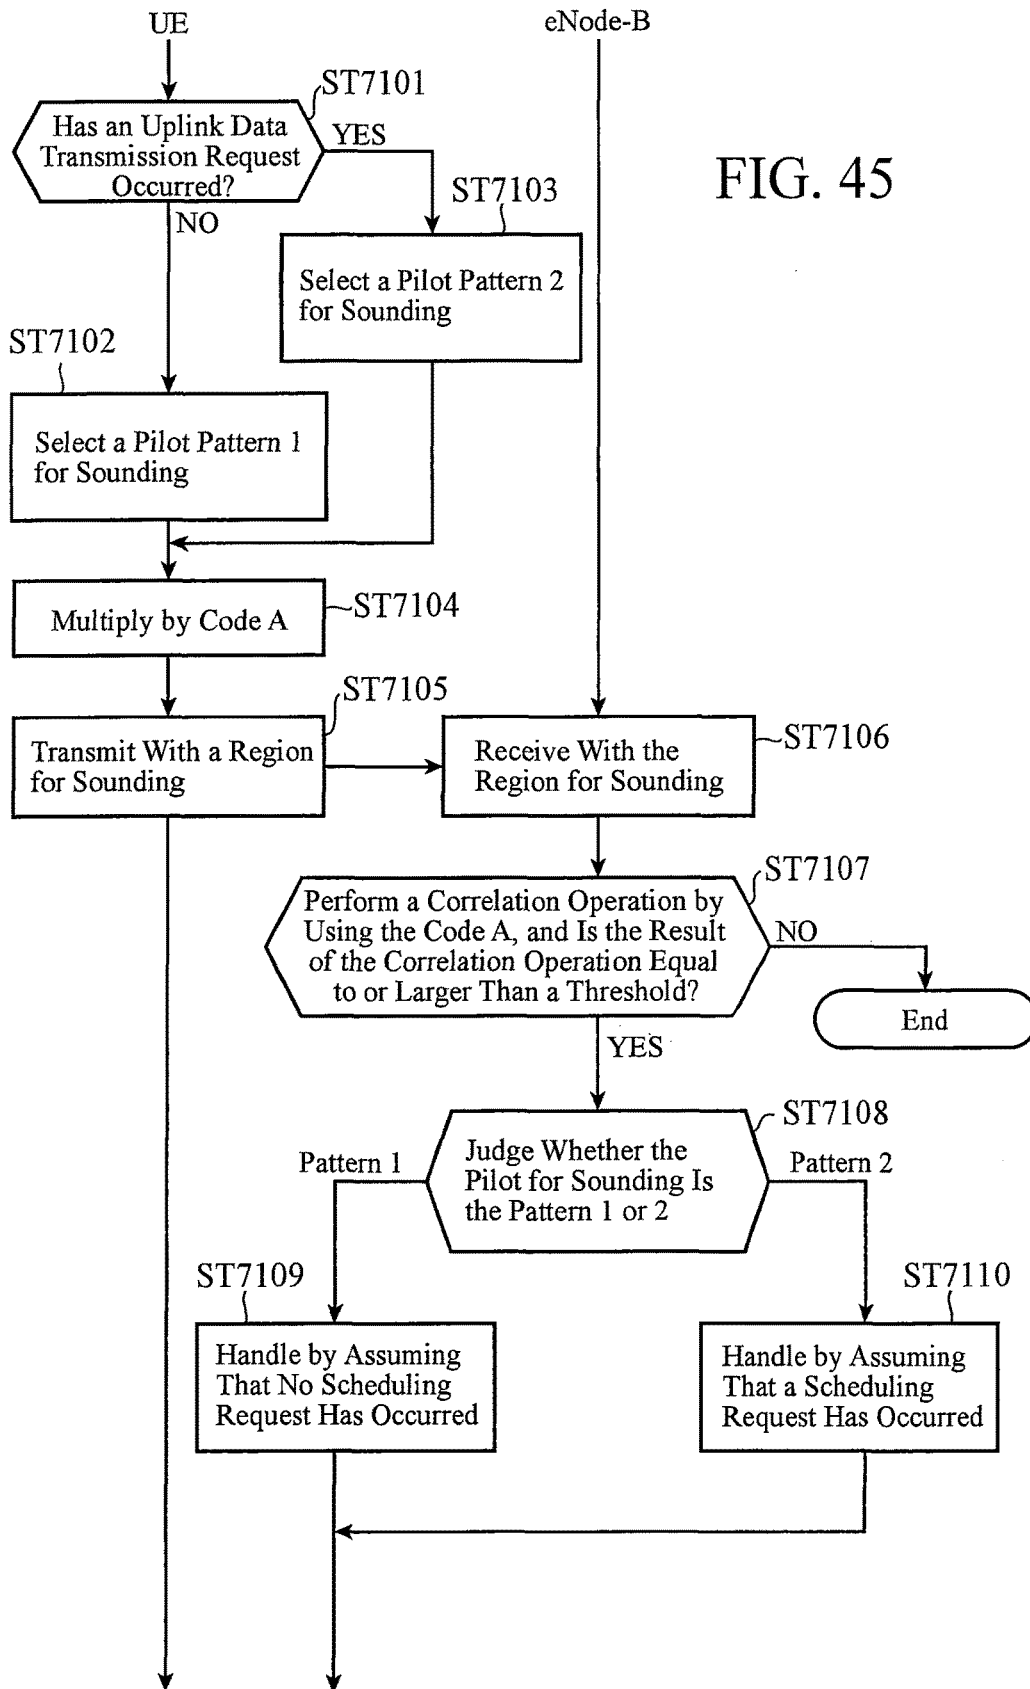 UE
eNode-B
ST7101
Has an Uplink Data
Transmission Request
Occurred?
YES
NO
FIG. 45
ST7103
Select a Pilot Pattern 2
for Sounding
ST7102
Select a Pilot Pattern 1
for Sounding
Multiply by Code A
ST7104
ST7105
Transmit With a Region
for Sounding
Receive With the
Region for Sounding
ST7106
ST7107
Perform a Correlation Operation by
Using the Code A, and Is the Result
of the Correlation Operation Equal
to or Larger Than a Threshold?
NO
End
YES
ST7108
Judge Whether the
Pilot for Sounding Is
the Pattern 1 or 2
Pattern 1
Pattern 2
ST7109
Handle by Assuming
That No Scheduling
Request Has Occurred
ST7110
Handle by Assuming
That a Scheduling
Request Has Occurred